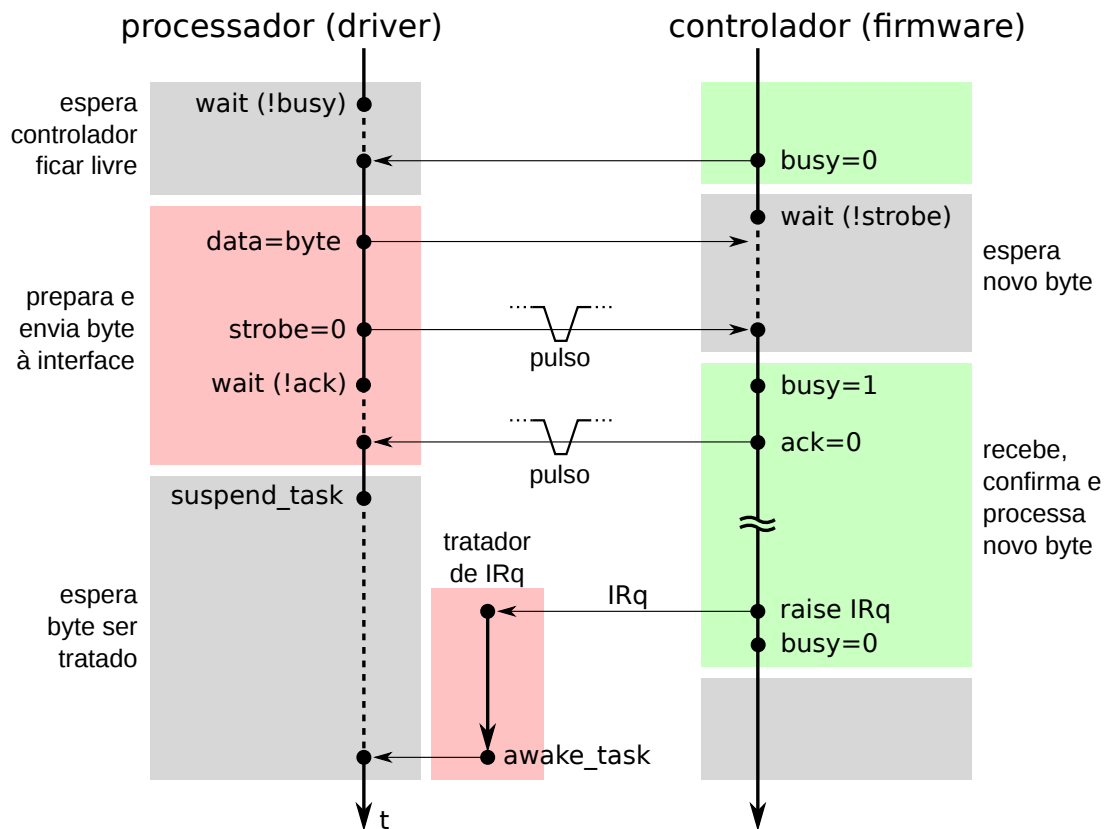 processador (driver)
controlador (firmware)
espera
controlador
ficar livre
wait (!busy)
busy=0
wait (!strobe)
data=byte
espera
novo byte
prepara e
envia byte
à interface
strobe=0
pulso
wait (!ack)
busy=1
ack=0
pulso
recebe,
confirma e
processa
novo byte
suspend_task
tratador
de IRq
espera
byte ser
tratado
IRq
raise IRq
busy=0
awake_task
t